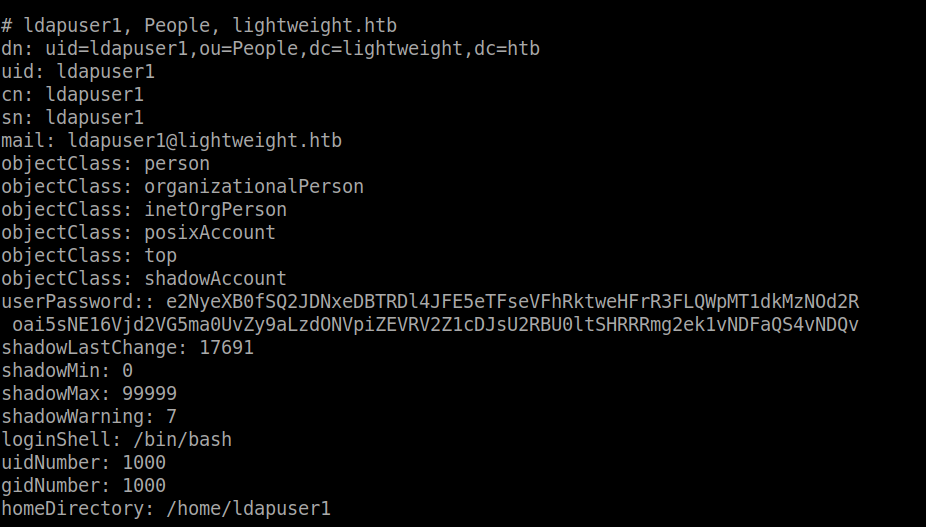 # ldapuser1, People, lightweight.htb
dn: uid=ldapuser1,ou=People,dc=lightweight,dc=htb
uid: ldapuser1
cn: ldapuser1
sn: ldapuser1
mail: ldapuser1@lightweight.htb
objectClass: person
objectClass: organizationalPerson
objectClass: inetOrgPerson
objectClass: posixAccount
objectClass: top
objectClass: shadowAccount
userPassword:: e2NyeXB0fSQ2JDNxeDBTRDl4JFE5eTFseVFhRktweHFrR3FLQWpMT1dkMzNOd2R
 oai5sNE16Vjd2VG5ma0UvZy9aLzdONVpiZEVRV2Z1cDJsU2RBU0ltSHRRRmg2ek1vNDFaQS4vNDQv
shadowLastChange: 17691
shadowMin: 0
shadowMax: 99999
shadowWarning: 7
loginShell: /bin/bash
uidNumber: 1000
gidNumber: 1000
homeDirectory: /home/ldapuser1